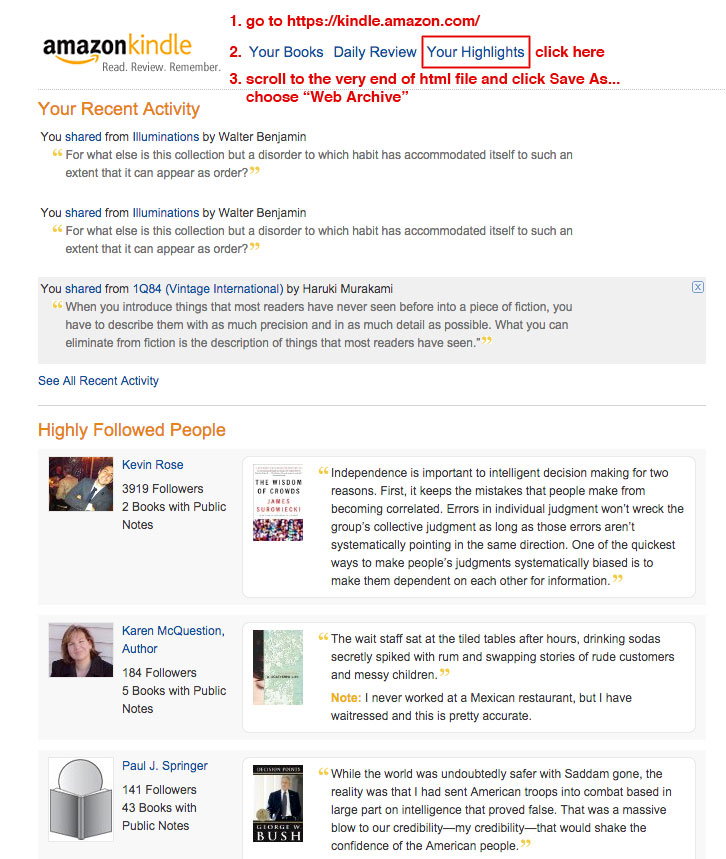 1. go to https://kindle.amazon.com/
amazonkindle
Read. Review. Remember.
2. Your Books Daily Review Your Highlights click here
3. scroll to the very end of html file and click Save As...
choose “Web Archive”
Your Recent Activity
You shared from Illuminations by Walter Benjamin
“ For what else is this collection but a disorder to which habit has accommodated itself to such an
extent that it can appear as order? ”
You shared from Illuminations by Walter Benjamin
“ For what else is this collection but a disorder to which habit has accommodated itself to such an
extent that it can appear as order? ”
You shared from 1Q84 (Vintage International) by Haruki Murakami
X
“ When you introduce things that most readers have never seen before into a piece of fiction, you
have to describe them with as much precision and in as much detail as possible. What you can
eliminate from fiction is the description of things that most readers have seen.” ”
See All Recent Activity
Highly Followed People
Kevin Rose
3919 Followers
2 Books with Public
Notes
THE WISDOM
OF CROWDS
JAMES
SUROWIECKI
“ Independence is important to intelligent decision making for two
reasons. First, it keeps the mistakes that people make from
becoming correlated. Errors in individual judgment won’t wreck the
group’s collective judgment as long as those errors aren’t
systematically pointing in the same direction. One of the quickest
ways to make people’s judgments systematically biased is to
make them dependent on each other for information. ”
Karen McQuestion,
Author
184 Followers
5 Books with Public
Notes
“ The wait staff sat at the tiled tables after hours, drinking sodas
secretly spiked with rum and swapping stories of rude customers
and messy children. ”
Note: I never worked at a Mexican restaurant, but I have
waitressed and this is pretty accurate.
Paul J. Springer
141 Followers
43 Books with
Public Notes
DECISION POINTS
GEORGE W.
BUSH
“ While the world was undoubtedly safer with Saddam gone, the
reality was that I had sent American troops into combat based in
large part on intelligence that proved false. That was a massive
blow to our credibility—my credibility—that would shake the
confidence of the American people. ”